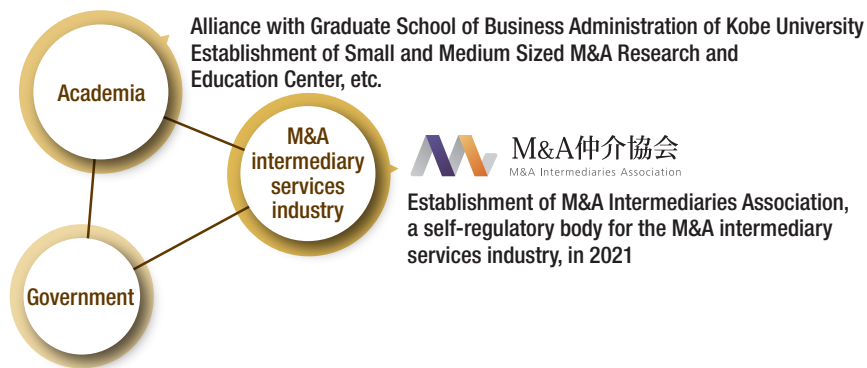 Alliance with Graduate School of Business Administration of Kobe University
Establishment of Small and Medium Sized M&A Research and
Education Center, etc.
Academia
M&A
intermediary
services
industry
M&A仲介協会
M&A Intermediaries Association
Establishment of M&A Intermediaries Association,
a self-regulatory body for the M&A intermediary
services industry, in 2021
Government